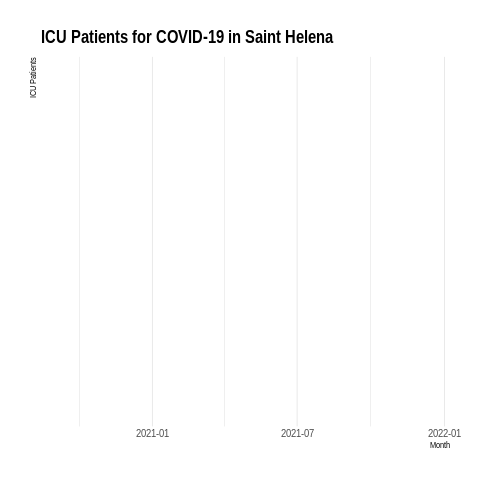 ICU Patients for COVID-19 in Saint Helena
ICU Patients
2021-01 2021-07 2022-01
Month